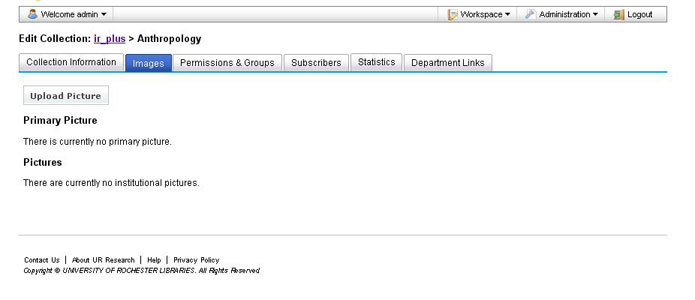 Welcome admin Workspace Administration Logout
Edit Collection: ir_plus > Anthropology
Collection Information Images Permissions & Groups Subscribers Statistics Department Links
Upload Picture
Primary Picture
There is currently no primary picture.
Pictures
There are currently no institutional pictures.
Contact Us | About UR Research | Help | Privacy Policy
Copyright © UNIVERSITY OF ROCHESTER LIBRARIES. All Rights Reserved